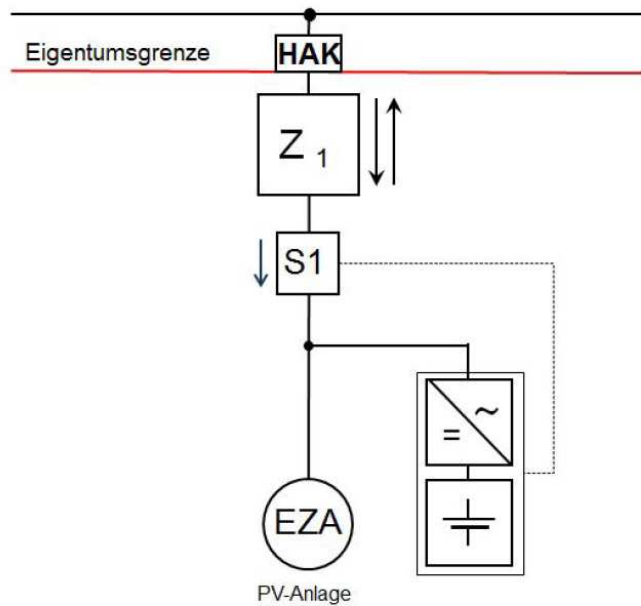 Eigentumsgrenze
HAK
Z 1
S1
~
=
EZA
PV-Anlage